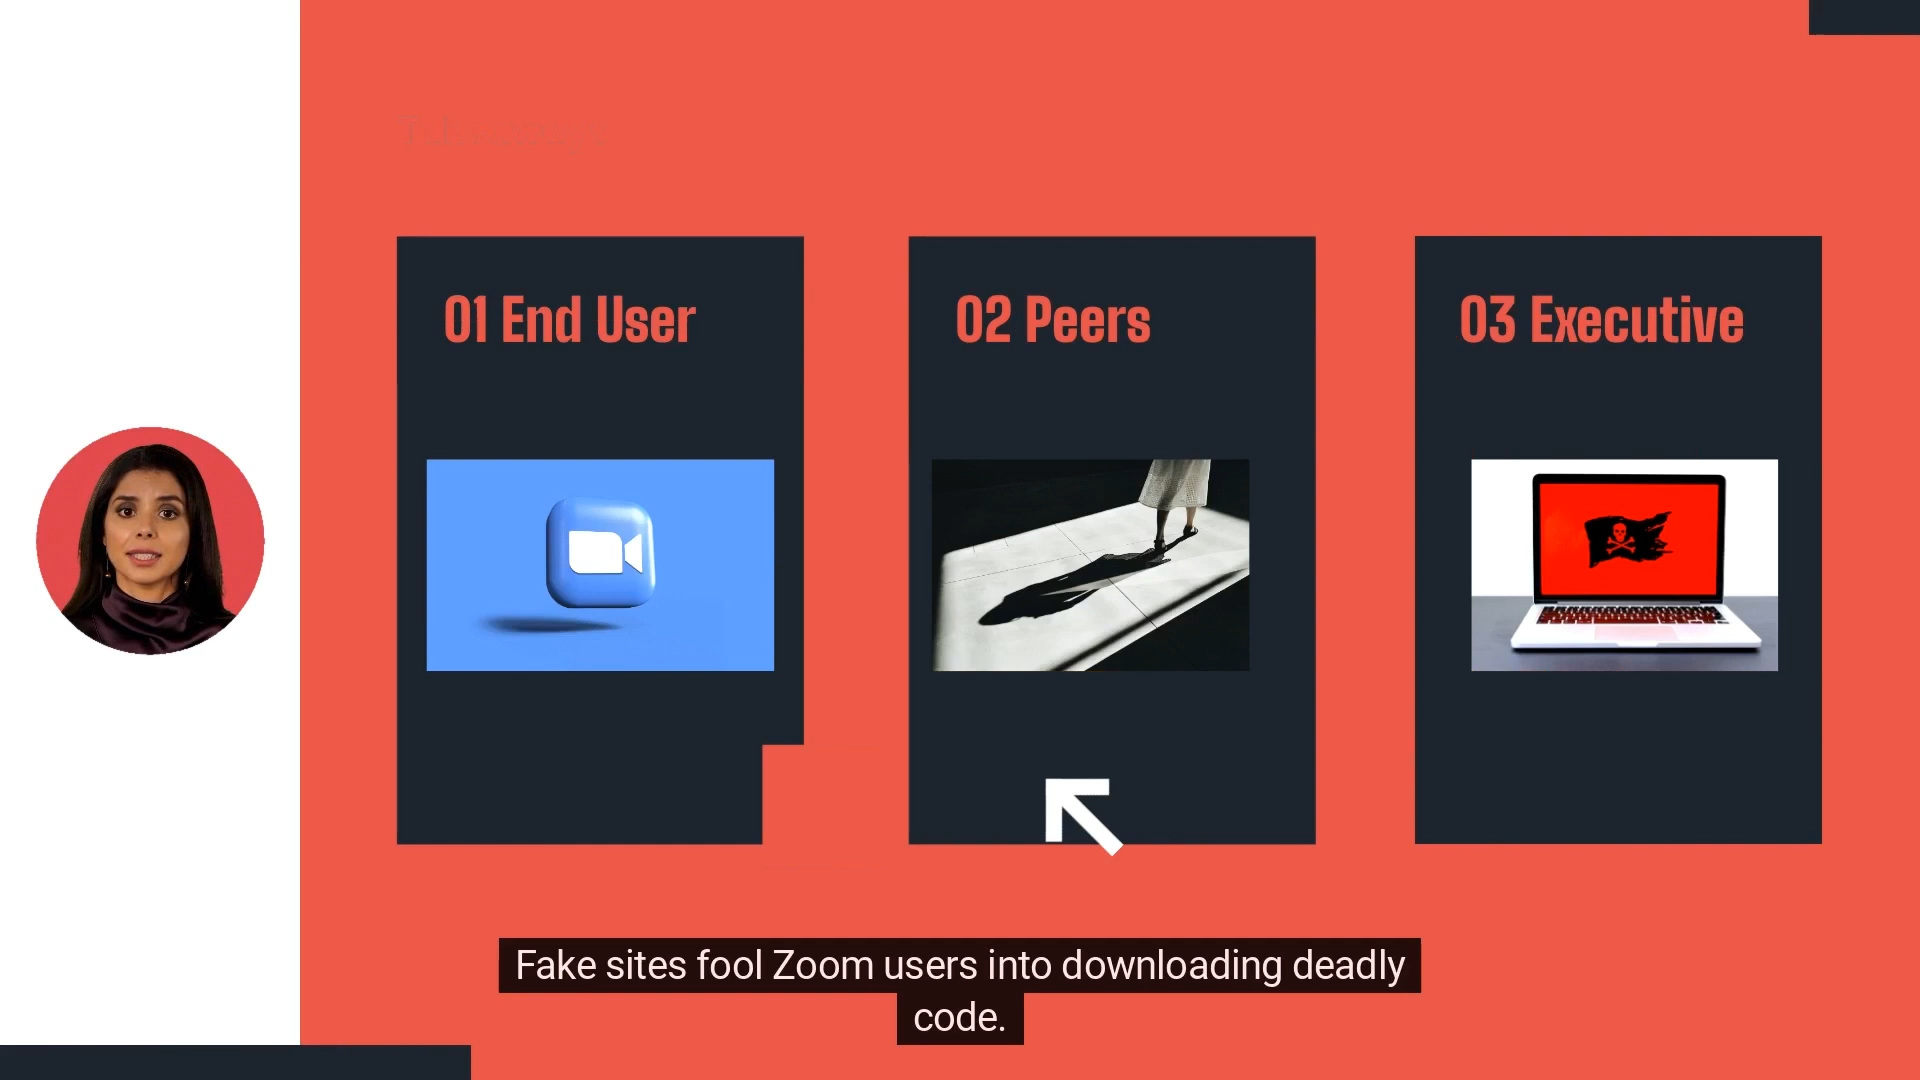 01 End User
02 Peers
03 Executive
Fake sites fool Zoom users into downloading deadly
code.